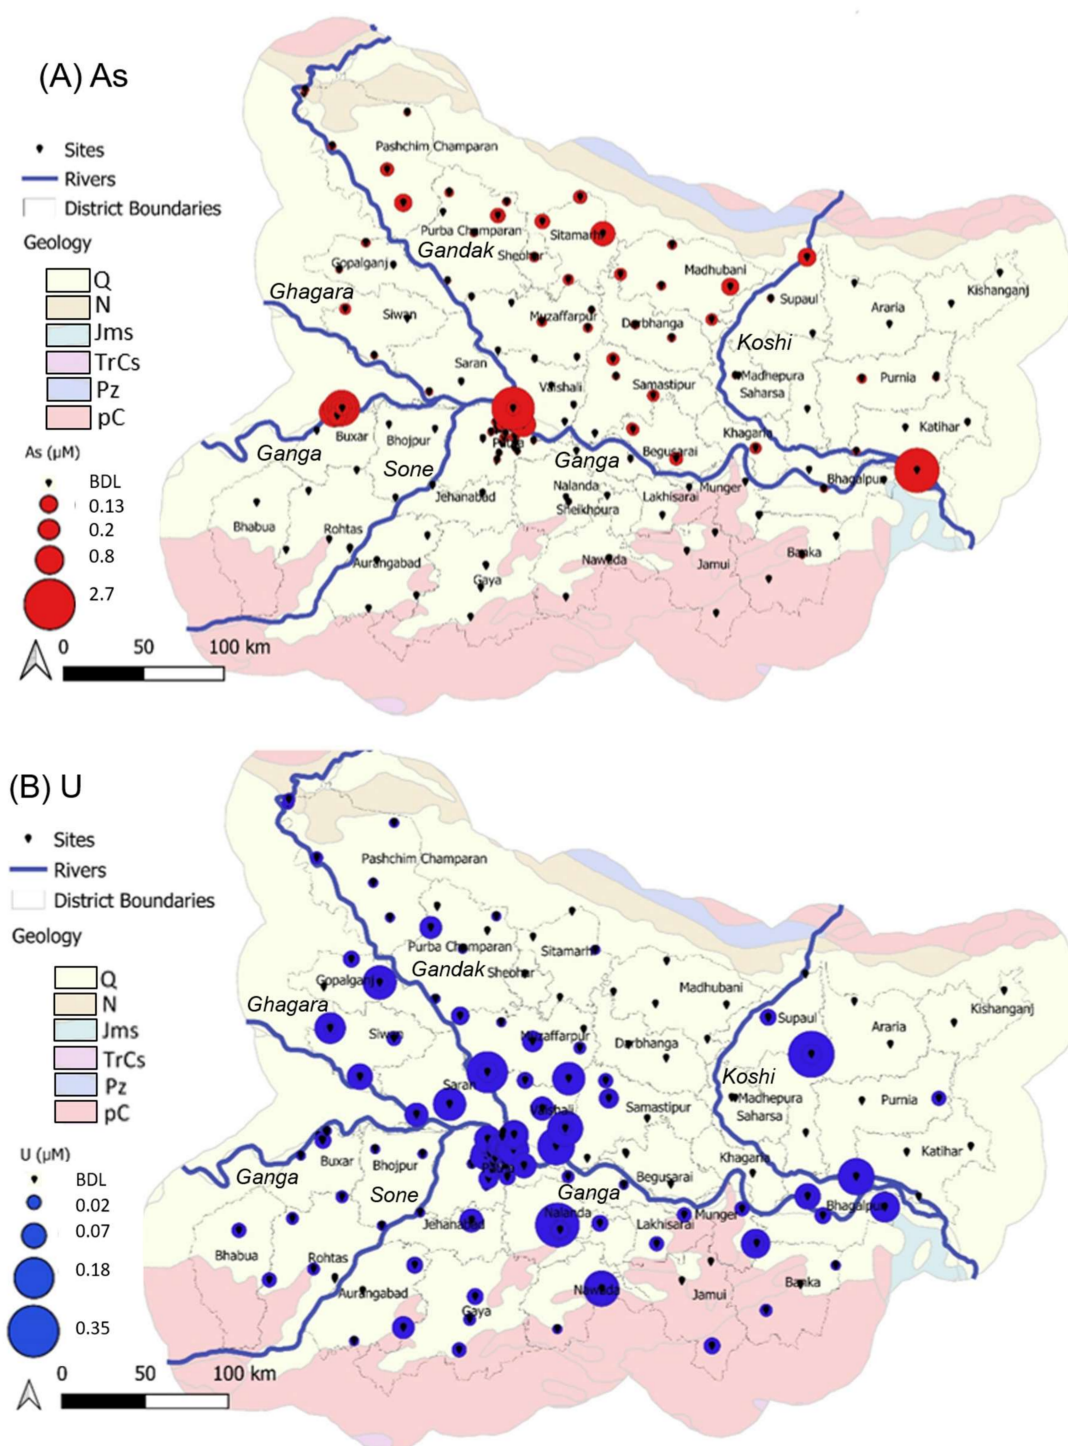 (A) As
Sites
Rivers
District Boundaries
Geology
Q
N
Jms
TrCs
Pz
pC
As (µM)
BDL
0.13
0.2
0.8
2.7
0 50 100 km
Pashchim Champaran
Purba Champaran
Sitamarhi
Gandak
Sheohar
Gopalganj
Madhubani
Kishanganj
Ghagara
Supaul
Araria
Siwan
Muzaffarpur
Darbhanga
Koshi
Saran
Vaishali
Samastipur
Madhepura
Purnia
Saharsa
Buxar
Bhojpur
Patna
Khagaria
Katihar
Ganga
Sone
Ganga
Begusarai
Jehanabad
Nalanda
Lakhisarai
Munger
Bhagalpur
Sheikhpura
Bhabua
Rohtas
Aurangabad
Nawada
Jamui
Banka
Gaya
(B) U
Sites
Rivers
District Boundaries
Geology
Q
N
Jms
TrCs
Pz
pC
U (µM)
BDL
0.02
0.07
0.18
0.35
0 50 100 km
Pashchim Champaran
Purba Champaran
Sitamarhi
Gandak
Sheohar
Gopalganj
Madhubani
Kishanganj
Ghagara
Supaul
Araria
Siwan
Muzaffarpur
Darbhanga
Koshi
Saran
Vaishali
Samastipur
Madhepura
Purnia
Saharsa
Buxar
Bhojpur
Khagaria
Katihar
Ganga
Sone
Ganga
Begusarai
Jehanabad
Nalanda
Lakhisarai
Munger
Bhagalpur
Bhabua
Rohtas
Aurangabad
Nawada
Jamui
Banka
Gaya